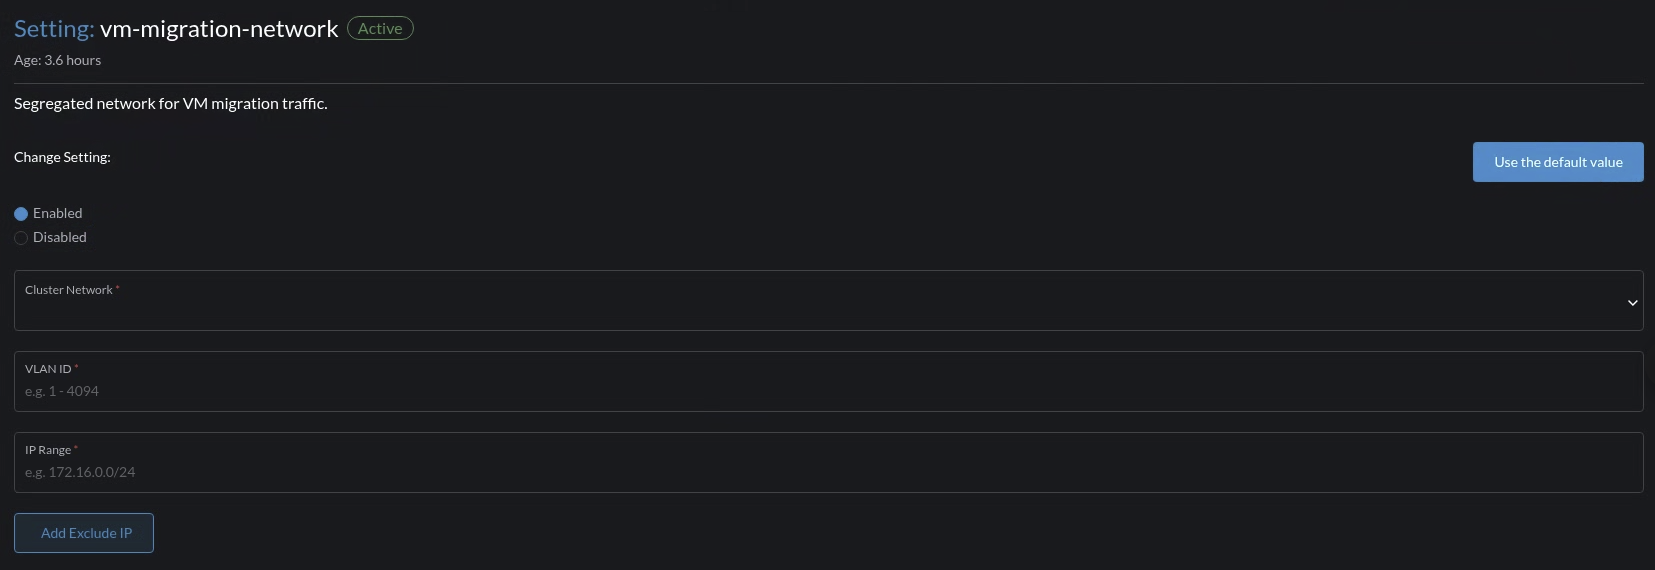 Setting: vm-migration-network Active
Age: 3.6 hours
Segregated network for VM migration traffic.
Change Setting:
Use the default value
Enabled
Disabled
Cluster Network *
VLAN ID *
e.g. 1 - 4094
IP Range *
e.g. 172.16.0.0/24
Add Exclude IP